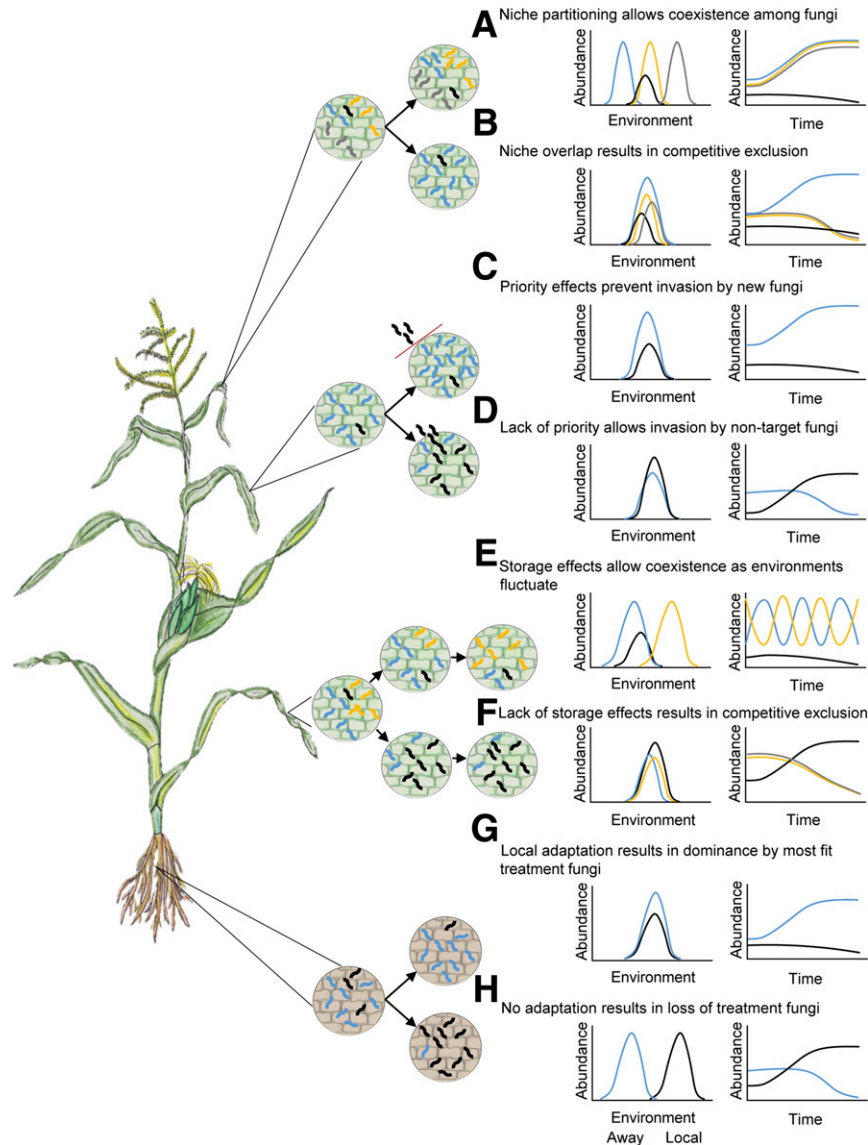 A
Niche partitioning allows coexistence among fungi
Abundance
Environment
Abundance
Time
B
Niche overlap results in competitive exclusion
Abundance
Environment
Abundance
Time
C
Priority effects prevent invasion by new fungi
Abundance
Environment
Abundance
Time
D
Lack of priority allows invasion by non-target fungi
Abundance
Environment
Abundance
Time
E
Storage effects allow coexistence as environments
fluctuate
Abundance
Environment
Abundance
Time
F
Lack of storage effects results in competitive exclusion
Abundance
Environment
Abundance
Time
G
Local adaptation results in dominance by most fit
treatment fungi
Abundance
Environment
Abundance
Time
H
No adaptation results in loss of treatment fungi
Abundance
Environment
Away Local
Abundance
Time